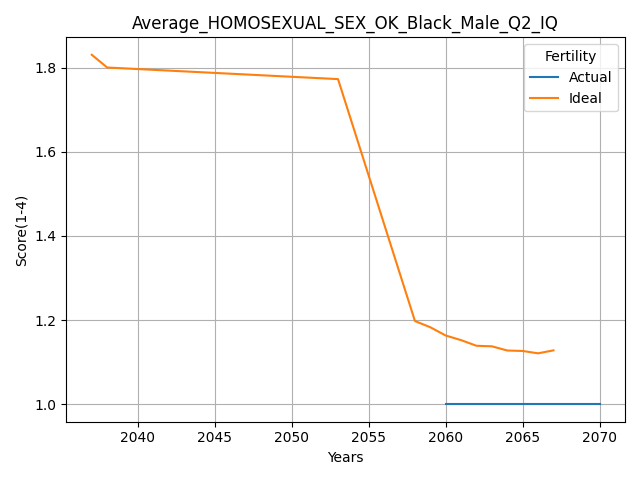 Average_HOMOSEXUAL_SEX_OK_Black_Male_Q2_IQ
Fertility
Actual
Ideal
Score(1-4)
1.8
1.6
1.4
1.2
1.0
2040 2045 2050 2055 2060 2065 2070
Years